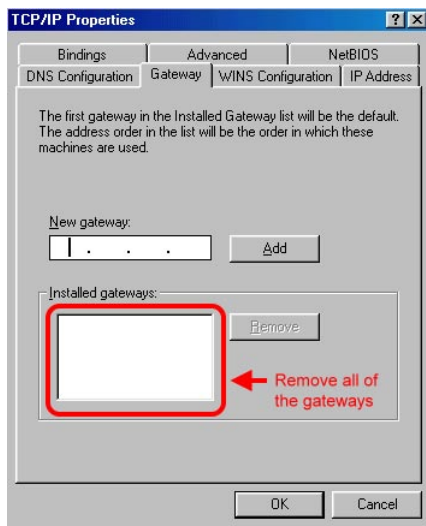 TCP/IP Properties
? X
Bindings Advanced NetBIOS
DNS Configuration Gateway WINS Configuration IP Address
The first gateway in the Installed Gateway list will be the default.
The address order in the list will be the order in which these
machines are used.
New gateway:
. . . Add
Installed gateways:
Remove
Remove all of
the gateways
OK Cancel